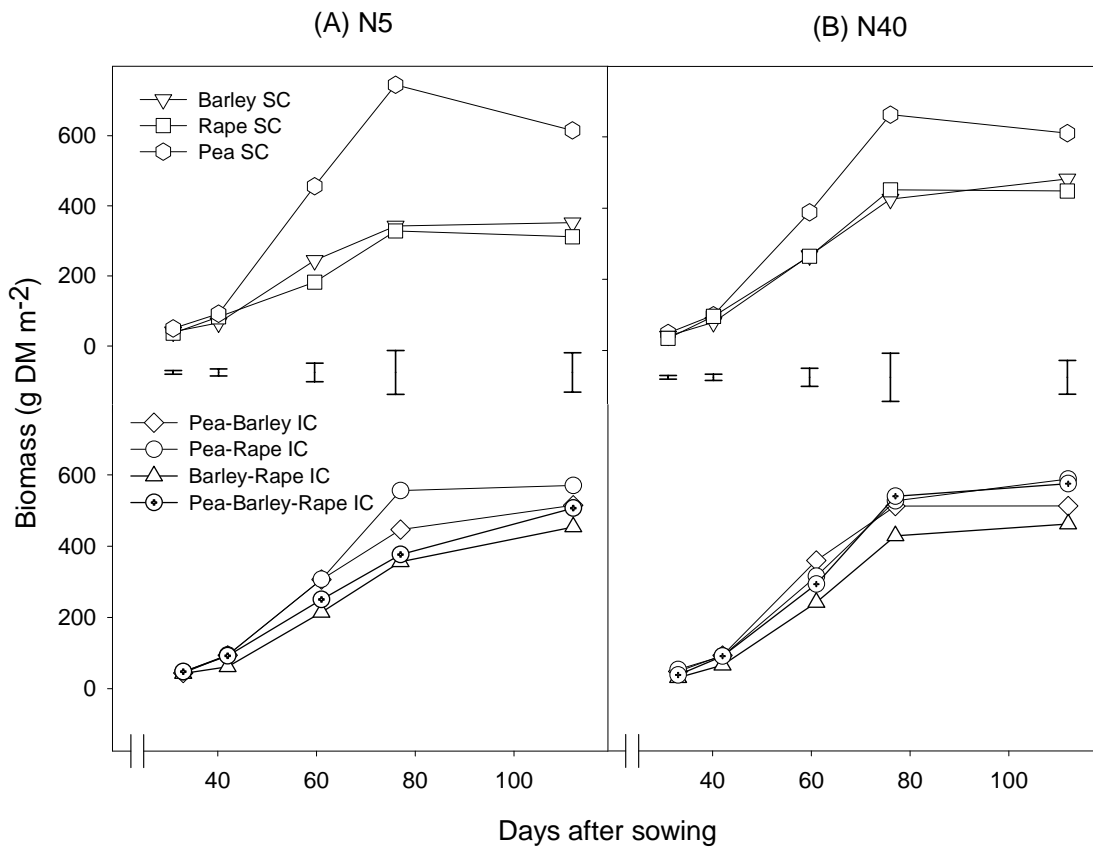 (A) N5
(B) N40
Barley SC
Rape SC
Pea SC
600
400
200
0
Pea-Barley IC
Pea-Rape IC
Barley-Rape IC
Pea-Barley-Rape IC
600
400
200
0
Biomass (g DM m-2)
40 60 80 100 40 60 80 100
Days after sowing